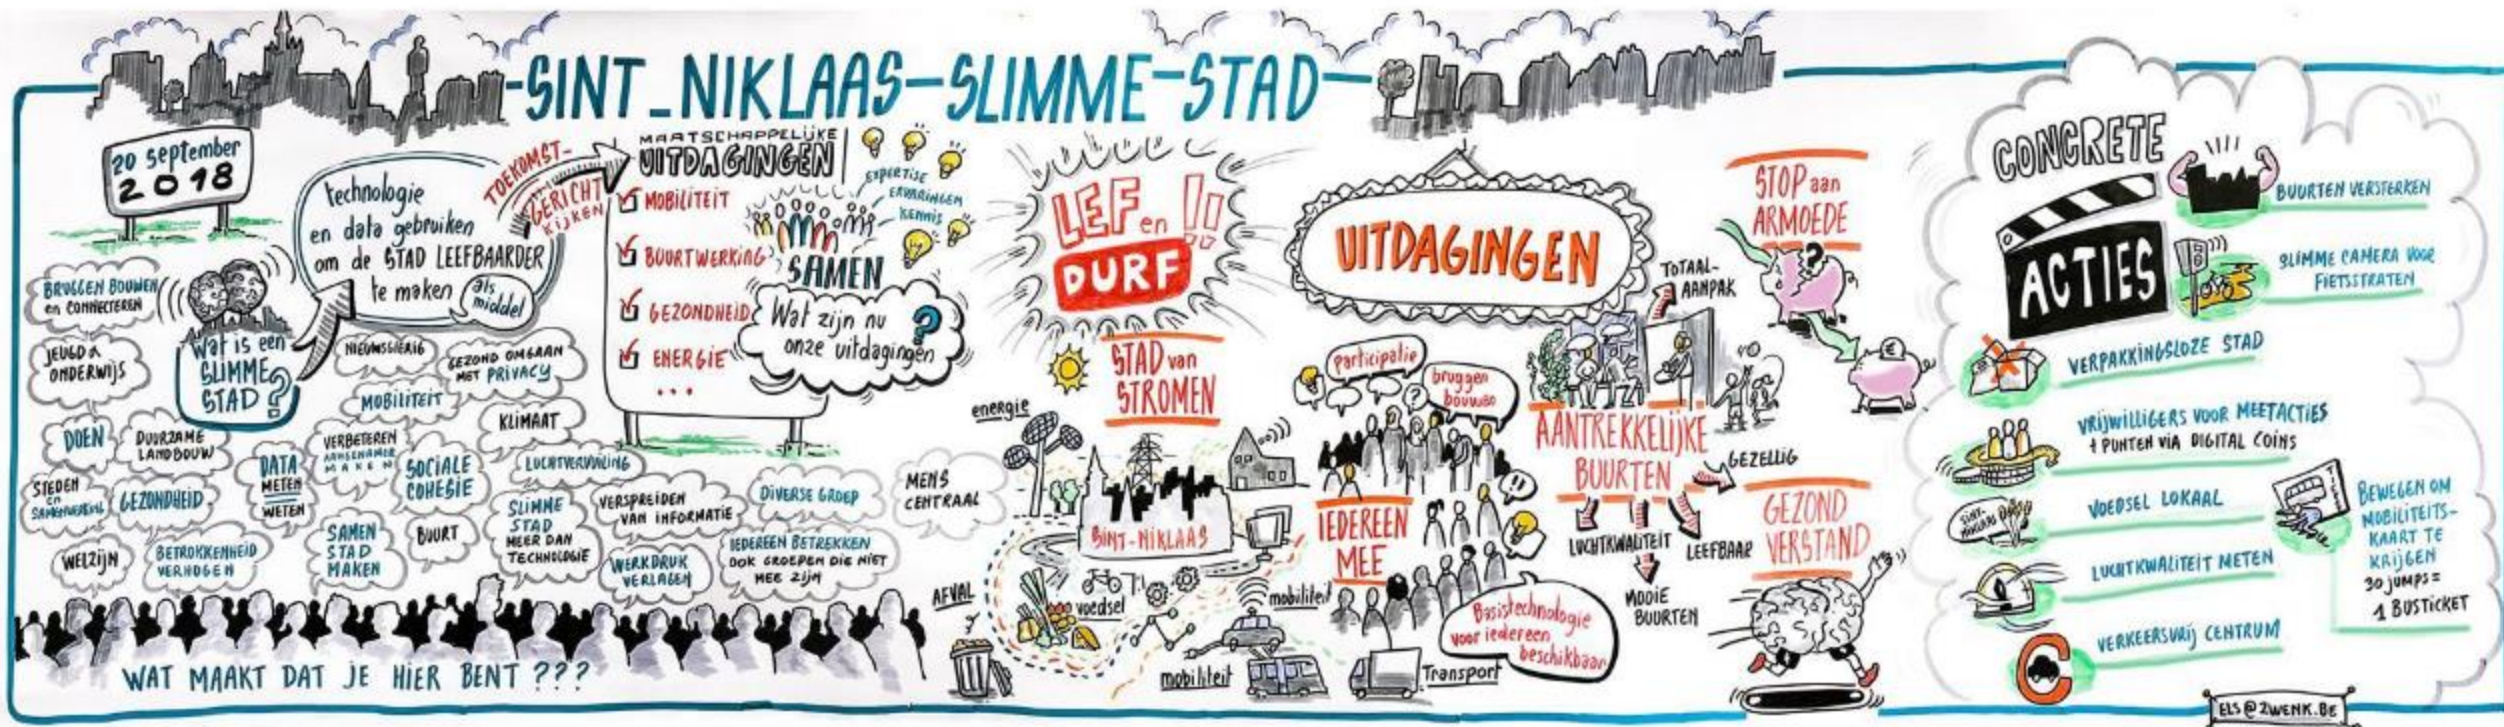 SINT_NIKLAAS-SLIMME-STAD
20 september
2018
Technologie
en data gebruiken
om de STAD LEEFBAARDER
te maken
als
middel
TOEKOMST-
GERICHT
KIJKEN
BRUGGEN BOUWEN
en CONNECTEREN
Wat is een
SLIMME
STAD?
JEUGD &
ONDERWIJS
NIEUWSGIERIG
GEZOND OMGAAN
MET PRIVACY
MOBILITEIT
KLIMAAT
DOEN
DUURZAME
LANDBOUW
DATA
METEN
=
WETEN
VERBETEREN
AANGENAMER
MAKEN
SOCIALE
COHESIE
LUCHTVERVUILING
STEDEN
en
SAMENWERKING
GEZONDHEID
SLIMME
STAD
MEER DAN
TECHNOLOGIE
VERSPREIDEN
VAN INFORMATIE
DIVERSE GROEP
MENS
CENTRAAL
WELZIJN
BETROKKENHEID
VERHOGEN
SAMEN
STAD
MAKEN
BUURT
WERKDRUK
VERLAGEN
IEDEREEN BETREKKEN
OOK GROEPEN DIE NIET
MEE ZIJN
WAT MAAKT DAT JE HIER BENT ???
MAATSCHAPPELIJKE
UITDAGINGEN
MOBILITEIT
BUURTWERKING
GEZONDHEID
ENERGIE
...
EXPERTISE
ERVARINGEN
KENNIS
SAMEN
Wat zijn nu
onze uitdagingen
?
LEF en !!
DURF
STAD van
STROMEN
energie
SINT-NIKLAAS
AFVAL
voedsel
mobiliteit
mobiliteit
Transport
UITDAGINGEN
participatie
bruggen
bouwen
IEDEREEN
MEE
Basistechnologie
voor iedereen
beschikbaar
TOTAAL-
AANPAK
AANTREKKELIJKE
BUURTEN
GEZELLIG
LUCHTKWALITEIT
LEEFBAAR
MOOIE
BUURTEN
STOP aan
ARMOEDE
?
€
GEZOND
VERSTAND
CONCRETE
ACTIES
BUURTEN VERSTERKEN
SLIMME CAMERA VOOR
FIETSSTRATEN
VERPAKKINGSLOZE STAD
VRIJWILLIGERS VOOR MEETACTIES
+ PUNTEN VIA DIGITAL COINS
VOEDSEL LOKAAL
LUCHTKWALITEIT METEN
VERKEERSVRIJ CENTRUM
BEWEGEN OM
MOBILITEITS-
KAART TE
KRIJGEN
30 JUMPS =
1 BUSTICKET
ELS@2WENK.BE